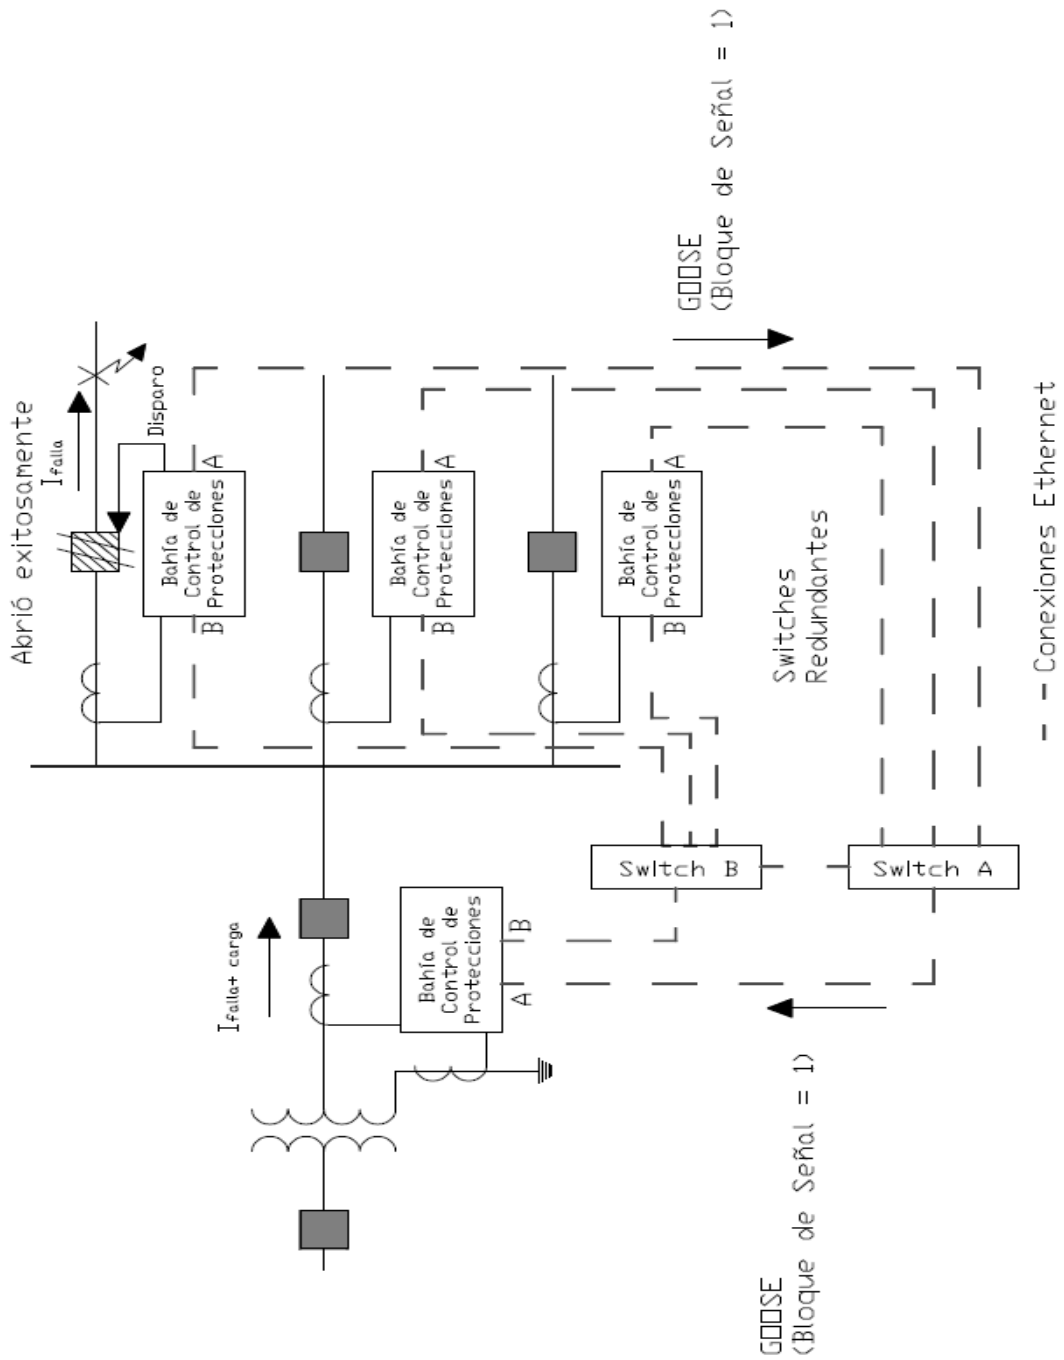 Abrió exitosamente
Ifalla
Disparo
Bahía de
Control de
Protecciones
B
A
Bahía de
Control de
Protecciones
B
A
Bahía de
Control de
Protecciones
B
A
Ifalla+ carga
Bahía de
Control de
Protecciones
A
B
Switch B
Switch A
Switches
Redundantes
GOOSE
(Bloque de Señal = 1)
GOOSE
(Bloque de Señal = 1)
- - Conexiones Ethernet